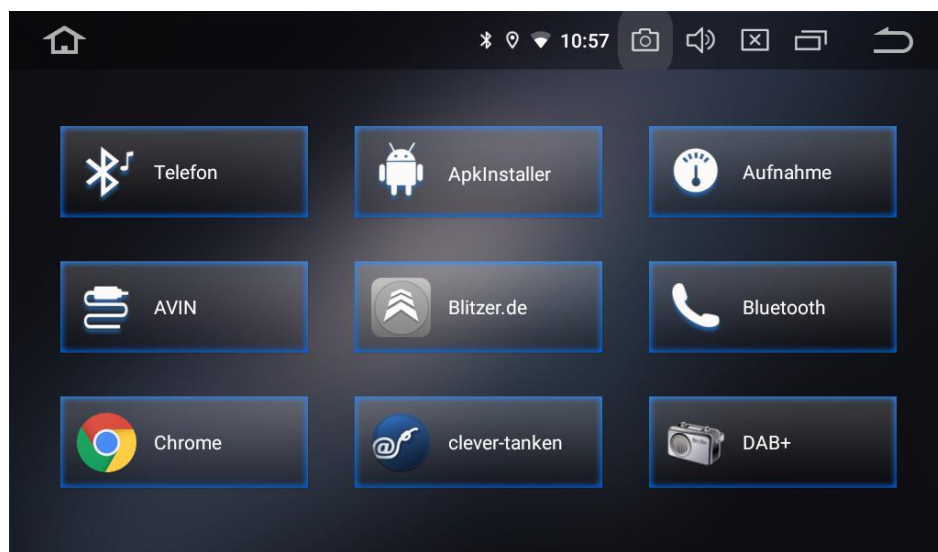 10:57
Telefon
ApkInstaller
Aufnahme
AVIN
Blitzer.de
Bluetooth
Chrome
clever-tanken
DAB+